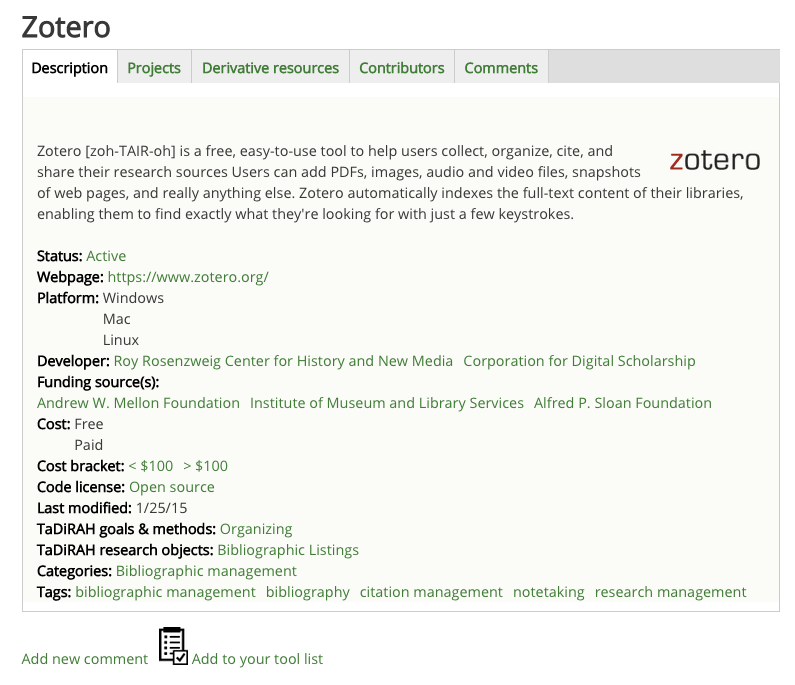 Zotero
Description Projects Derivative resources Contributors Comments
Zotero [zoh-TAIR-oh] is a free, easy-to-use tool to help users collect, organize, cite, and
zotero
share their research sources Users can add PDFs, images, audio and video files, snapshots
of web pages, and really anything else. Zotero automatically indexes the full-text content of their libraries,
enabling them to find exactly what they're looking for with just a few keystrokes.
Status: Active
Webpage: https://www.zotero.org/
Platform: Windows
Mac
Linux
Developer: Roy Rosenzweig Center for History and New Media Corporation for Digital Scholarship
Funding source(s):
Andrew W. Mellon Foundation Institute of Museum and Library Services Alfred P. Sloan Foundation
Cost: Free
Paid
Cost bracket: < $100 > $100
Code license: Open source
Last modified: 1/25/15
TaDiRAH goals & methods: Organizing
TaDiRAH research objects: Bibliographic Listings
Categories: Bibliographic management
Tags: bibliographic management bibliography citation management notetaking research management
Add new comment Add to your tool list